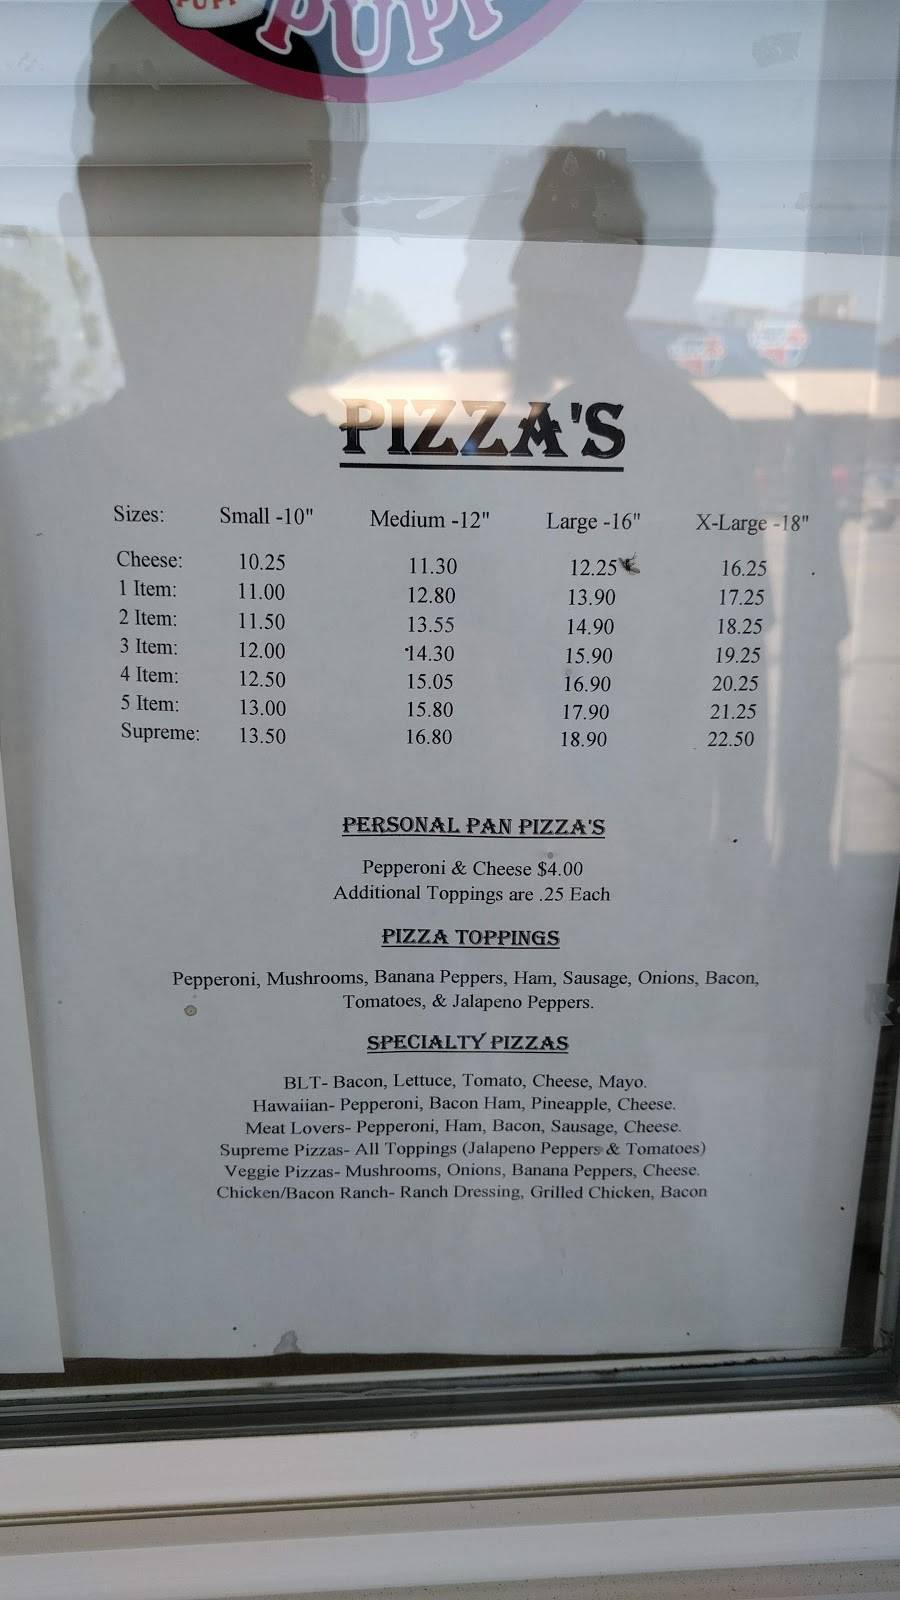 PUPP
PUPP
PIZZA'S
Sizes: Small -10" Medium -12" Large -16" X-Large -18"
Cheese: 10.25 11.30 12.25 16.25
1 Item: 11.00 12.80 13.90 17.25
2 Item: 11.50 13.55 14.90 18.25
3 Item: 12.00 14.30 15.90 19.25
4 Item: 12.50 15.05 16.90 20.25
5 Item: 13.00 15.80 17.90 21.25
Supreme: 13.50 16.80 18.90 22.50
PERSONAL PAN PIZZA'S
Pepperoni & Cheese $4.00
Additional Toppings are .25 Each
PIZZA TOPPINGS
Pepperoni, Mushrooms, Banana Peppers, Ham, Sausage, Onions, Bacon,
Tomatoes, & Jalapeno Peppers.
SPECIALTY PIZZAS
BLT- Bacon, Lettuce, Tomato, Cheese, Mayo.
Hawaiian- Pepperoni, Bacon Ham, Pineapple, Cheese.
Meat Lovers- Pepperoni, Ham, Bacon, Sausage, Cheese.
Supreme Pizzas- All Toppings (Jalapeno Peppers & Tomatoes)
Veggie Pizzas- Mushrooms, Onions, Banana Peppers, Cheese.
Chicken/Bacon Ranch- Ranch Dressing, Grilled Chicken, Bacon